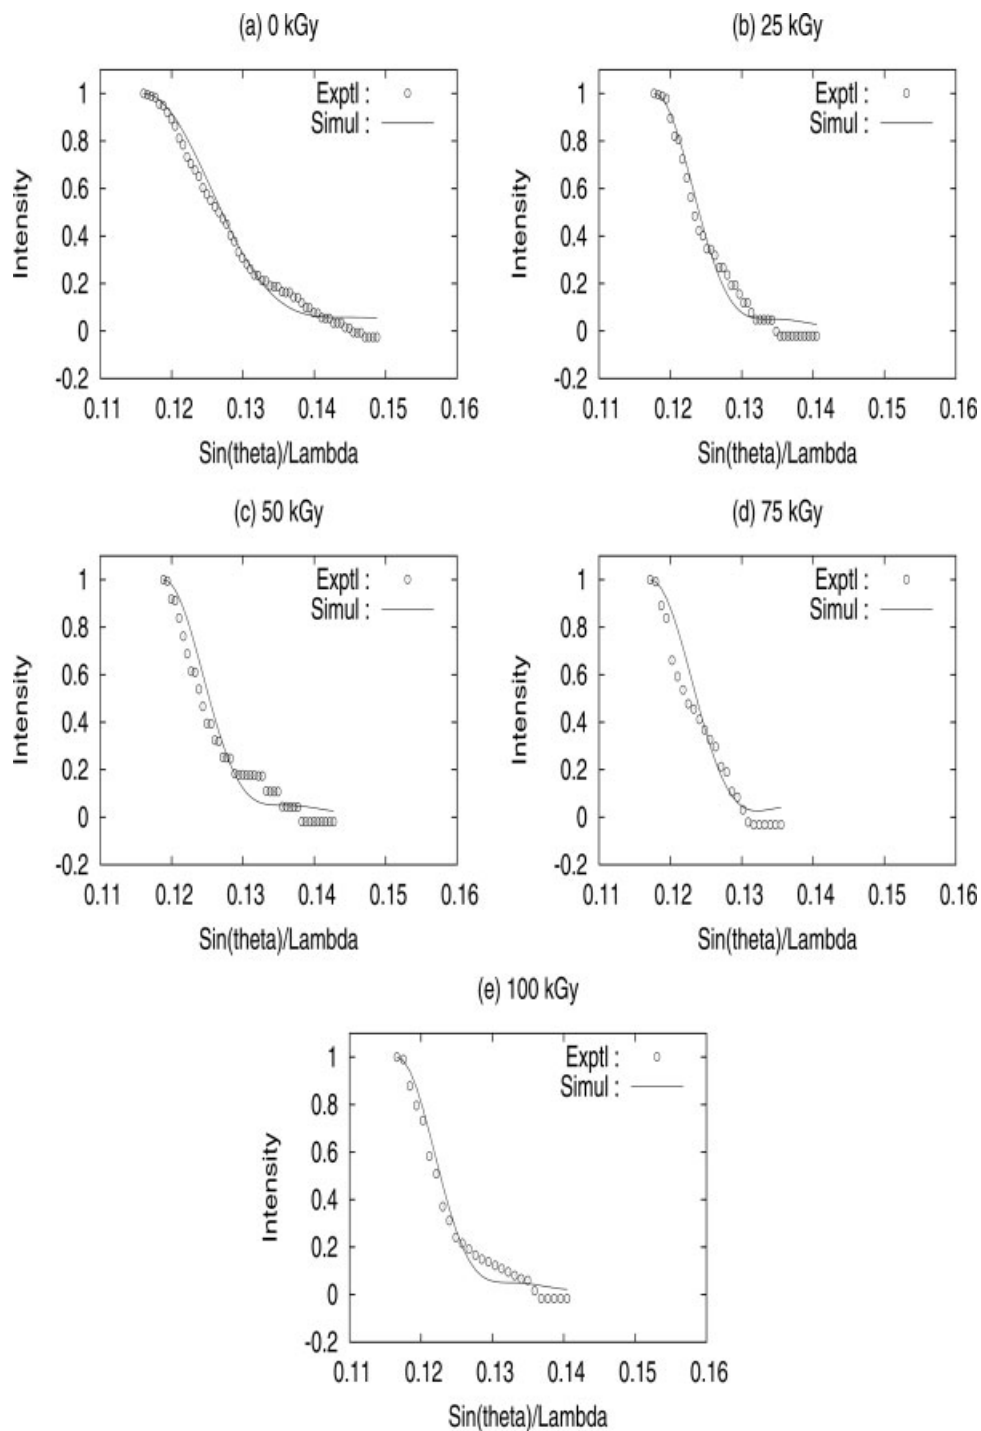 (a) 0 kGy
(b) 25 kGy
1
0.8
0.6
0.4
0.2
0
-0.2
Intensity
Exptl :
Simul :
0.11 0.12 0.13 0.14 0.15 0.16
Sin(theta)/Lambda
1
0.8
0.6
0.4
0.2
0
-0.2
Intensity
Exptl :
Simul :
0.11 0.12 0.13 0.14 0.15 0.16
Sin(theta)/Lambda
(c) 50 kGy
(d) 75 kGy
1
0.8
0.6
0.4
0.2
0
-0.2
Intensity
Exptl :
Simul :
0.11 0.12 0.13 0.14 0.15 0.16
Sin(theta)/Lambda
1
0.8
0.6
0.4
0.2
0
-0.2
Intensity
Exptl :
Simul :
0.11 0.12 0.13 0.14 0.15 0.16
Sin(theta)/Lambda
(e) 100 kGy
1
0.8
0.6
0.4
0.2
0
-0.2
Intensity
Exptl :
Simul :
0.11 0.12 0.13 0.14 0.15 0.16
Sin(theta)/Lambda